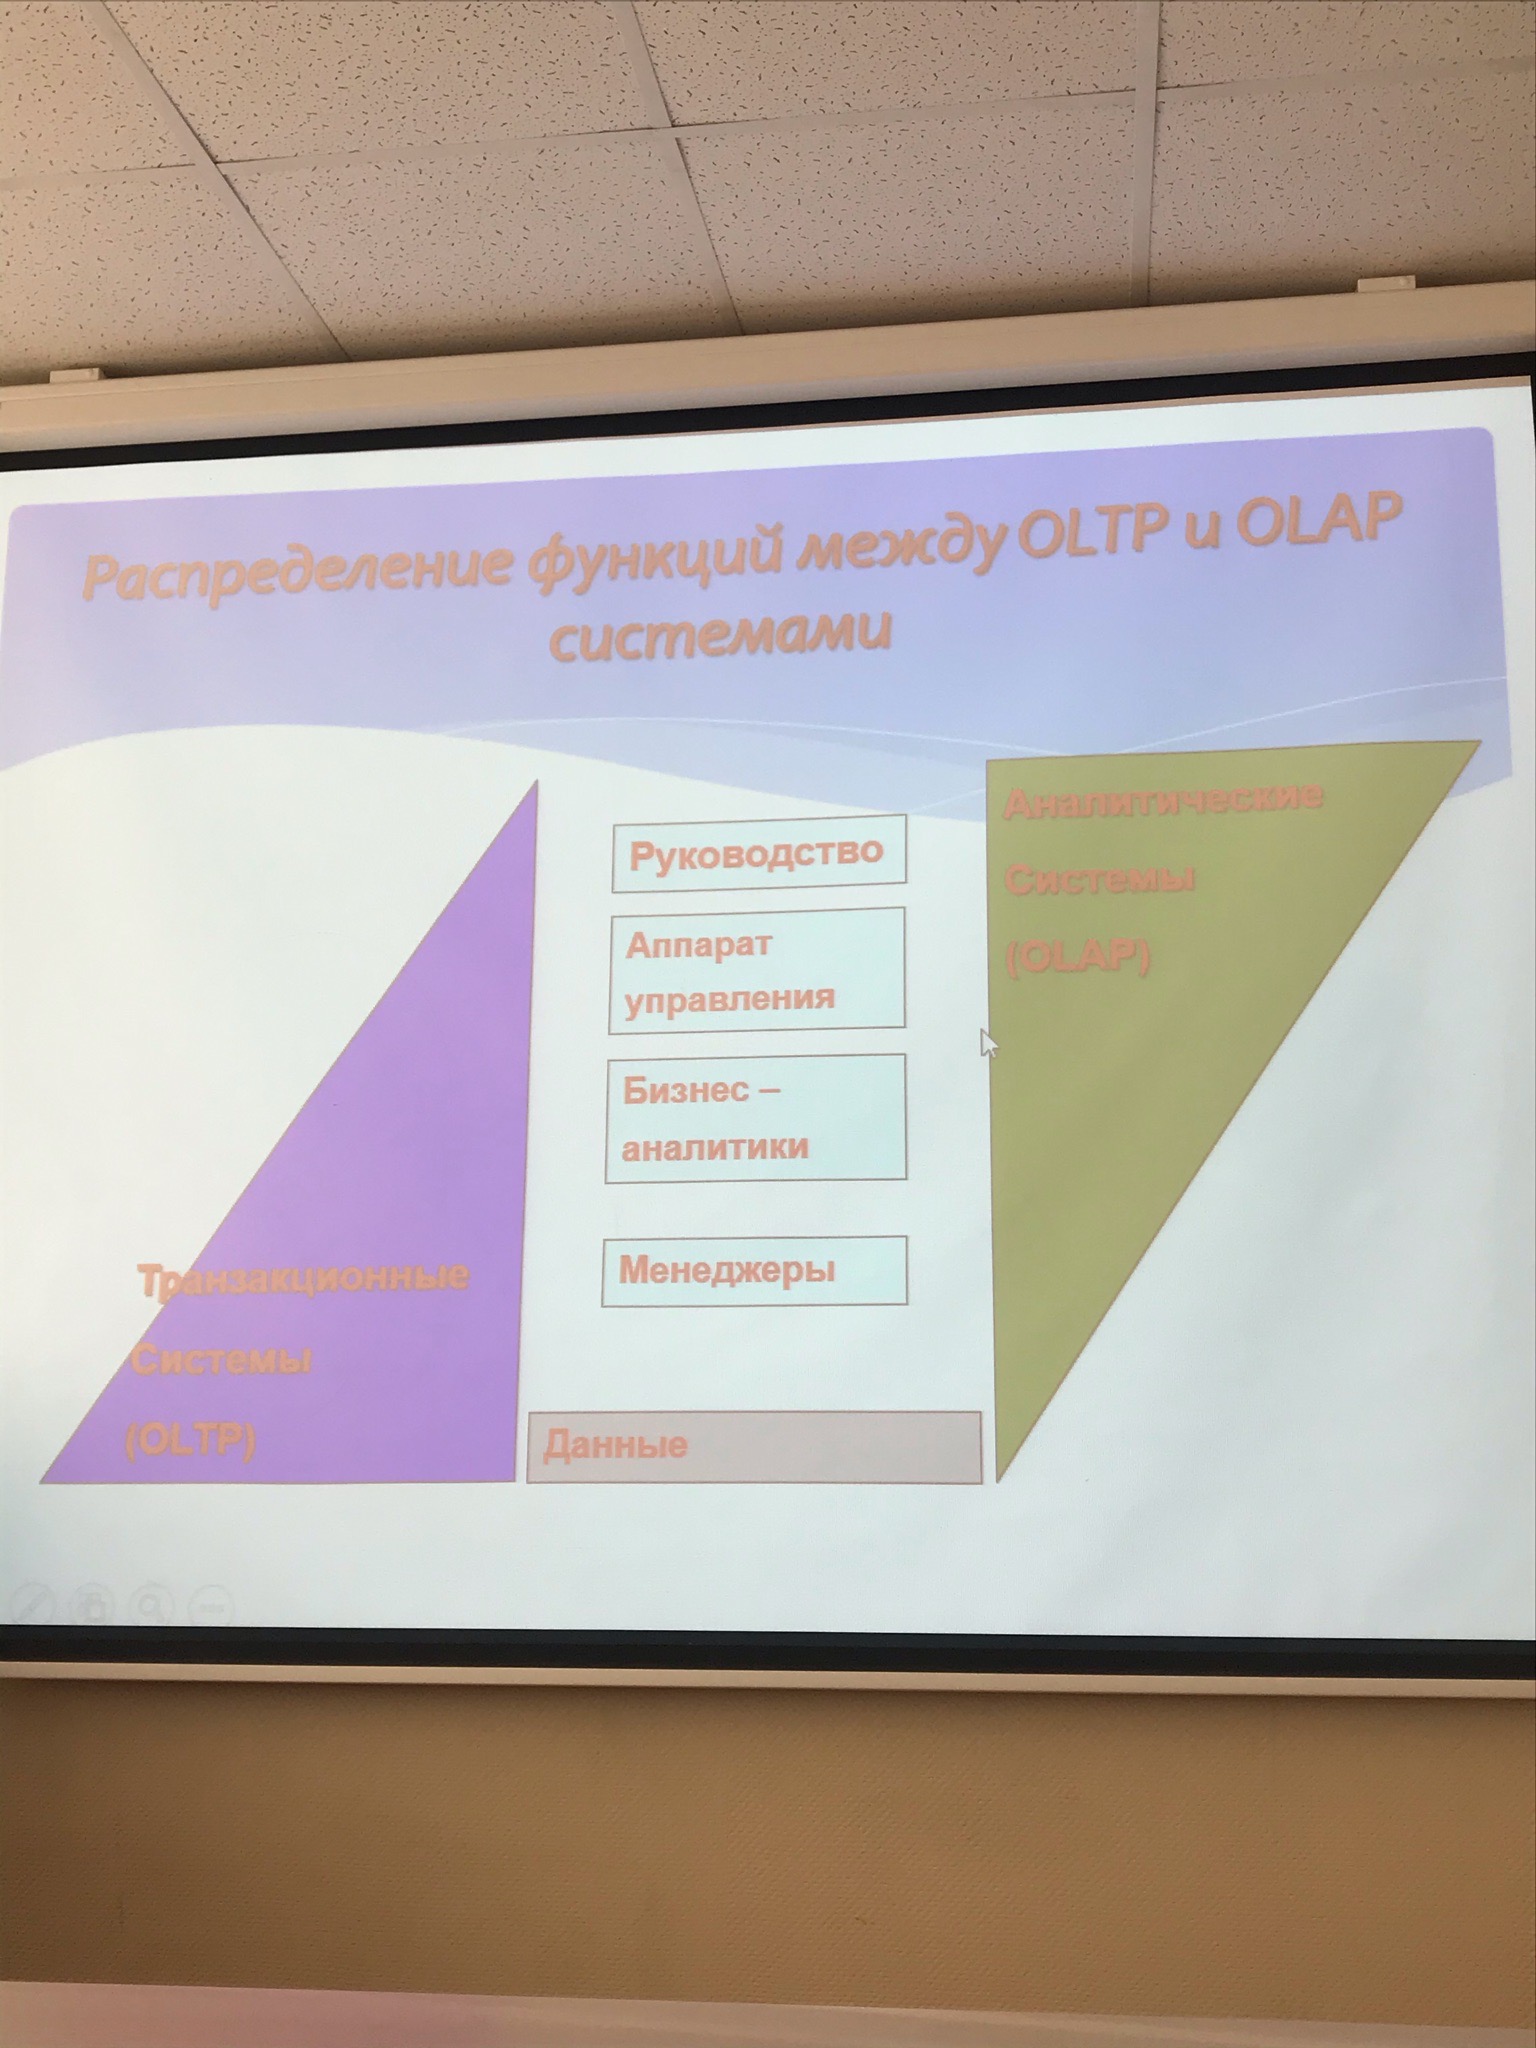 Распределение функций между OLTP и OLAP
системами
Аналитические
Системы
(OLAP)
Руководство
Аппарат
управления
Бизнес –
аналитики
Менеджеры
Транзакционные
Системы
(OLTP)
Данные